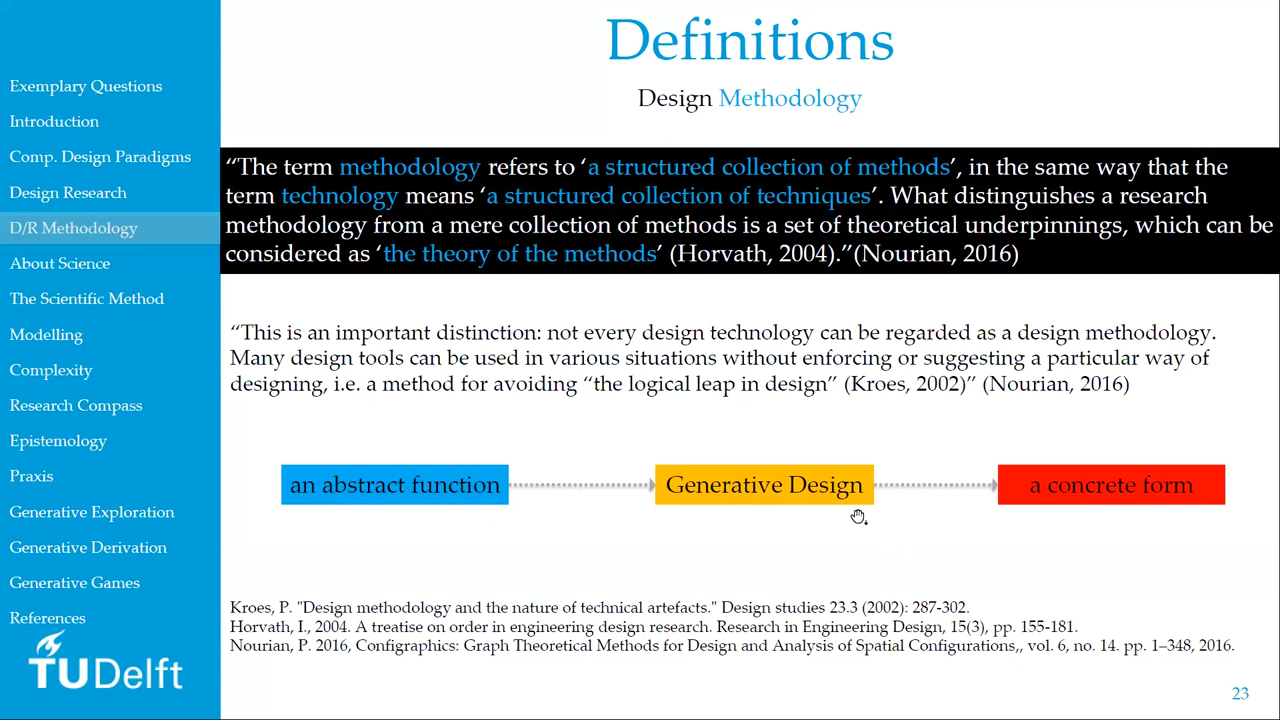 Definitions
Design Methodology
Exemplary Questions
Introduction
Comp. Design Paradigms
Design Research
D/R Methodology
About Science
The Scientific Method
Modelling
Complexity
Research Compass
Epistemology
Praxis
Generative Exploration
Generative Derivation
Generative Games
References
TUDelft
“The term methodology refers to ‘a structured collection of methods’, in the same way that the
term technology means ‘a structured collection of techniques’. What distinguishes a research
methodology from a mere collection of methods is a set of theoretical underpinnings, which can be
considered as ‘the theory of the methods’ (Horvath, 2004).”(Nourian, 2016)
“This is an important distinction: not every design technology can be regarded as a design methodology.
Many design tools can be used in various situations without enforcing or suggesting a particular way of
designing, i.e. a method for avoiding “the logical leap in design” (Kroes, 2002)” (Nourian, 2016)
an abstract function
Generative Design
a concrete form
Kroes, P. "Design methodology and the nature of technical artefacts." Design studies 23.3 (2002): 287-302.
Horvath, I., 2004. A treatise on order in engineering design research. Research in Engineering Design, 15(3), pp. 155-181.
Nourian, P. 2016, Configraphics: Graph Theoretical Methods for Design and Analysis of Spatial Configurations,, vol. 6, no. 14. pp. 1–348, 2016.
23